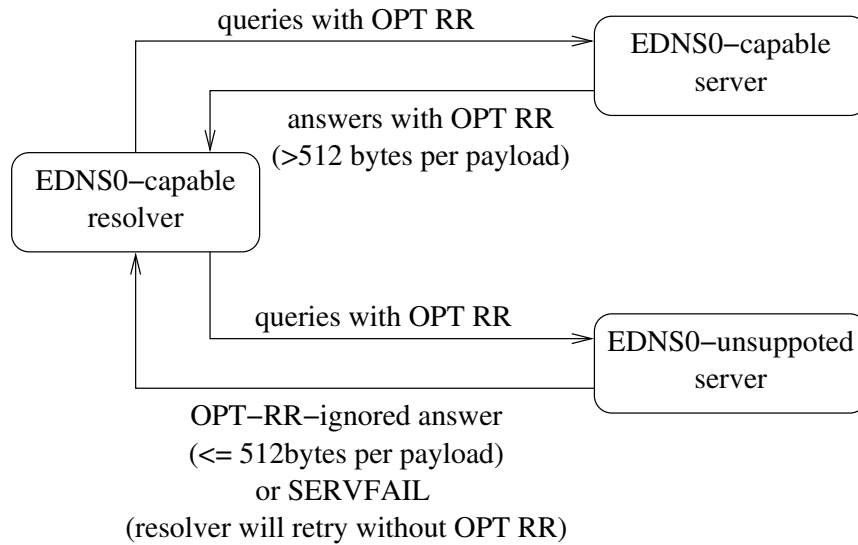 queries with OPT RR
EDNS0−capable
server
answers with OPT RR
(>512 bytes per payload)
EDNS0−capable
resolver
queries with OPT RR
EDNS0−unsuppoted
server
OPT−RR−ignored answer
(<= 512bytes per payload)
or SERVFAIL
(resolver will retry without OPT RR)